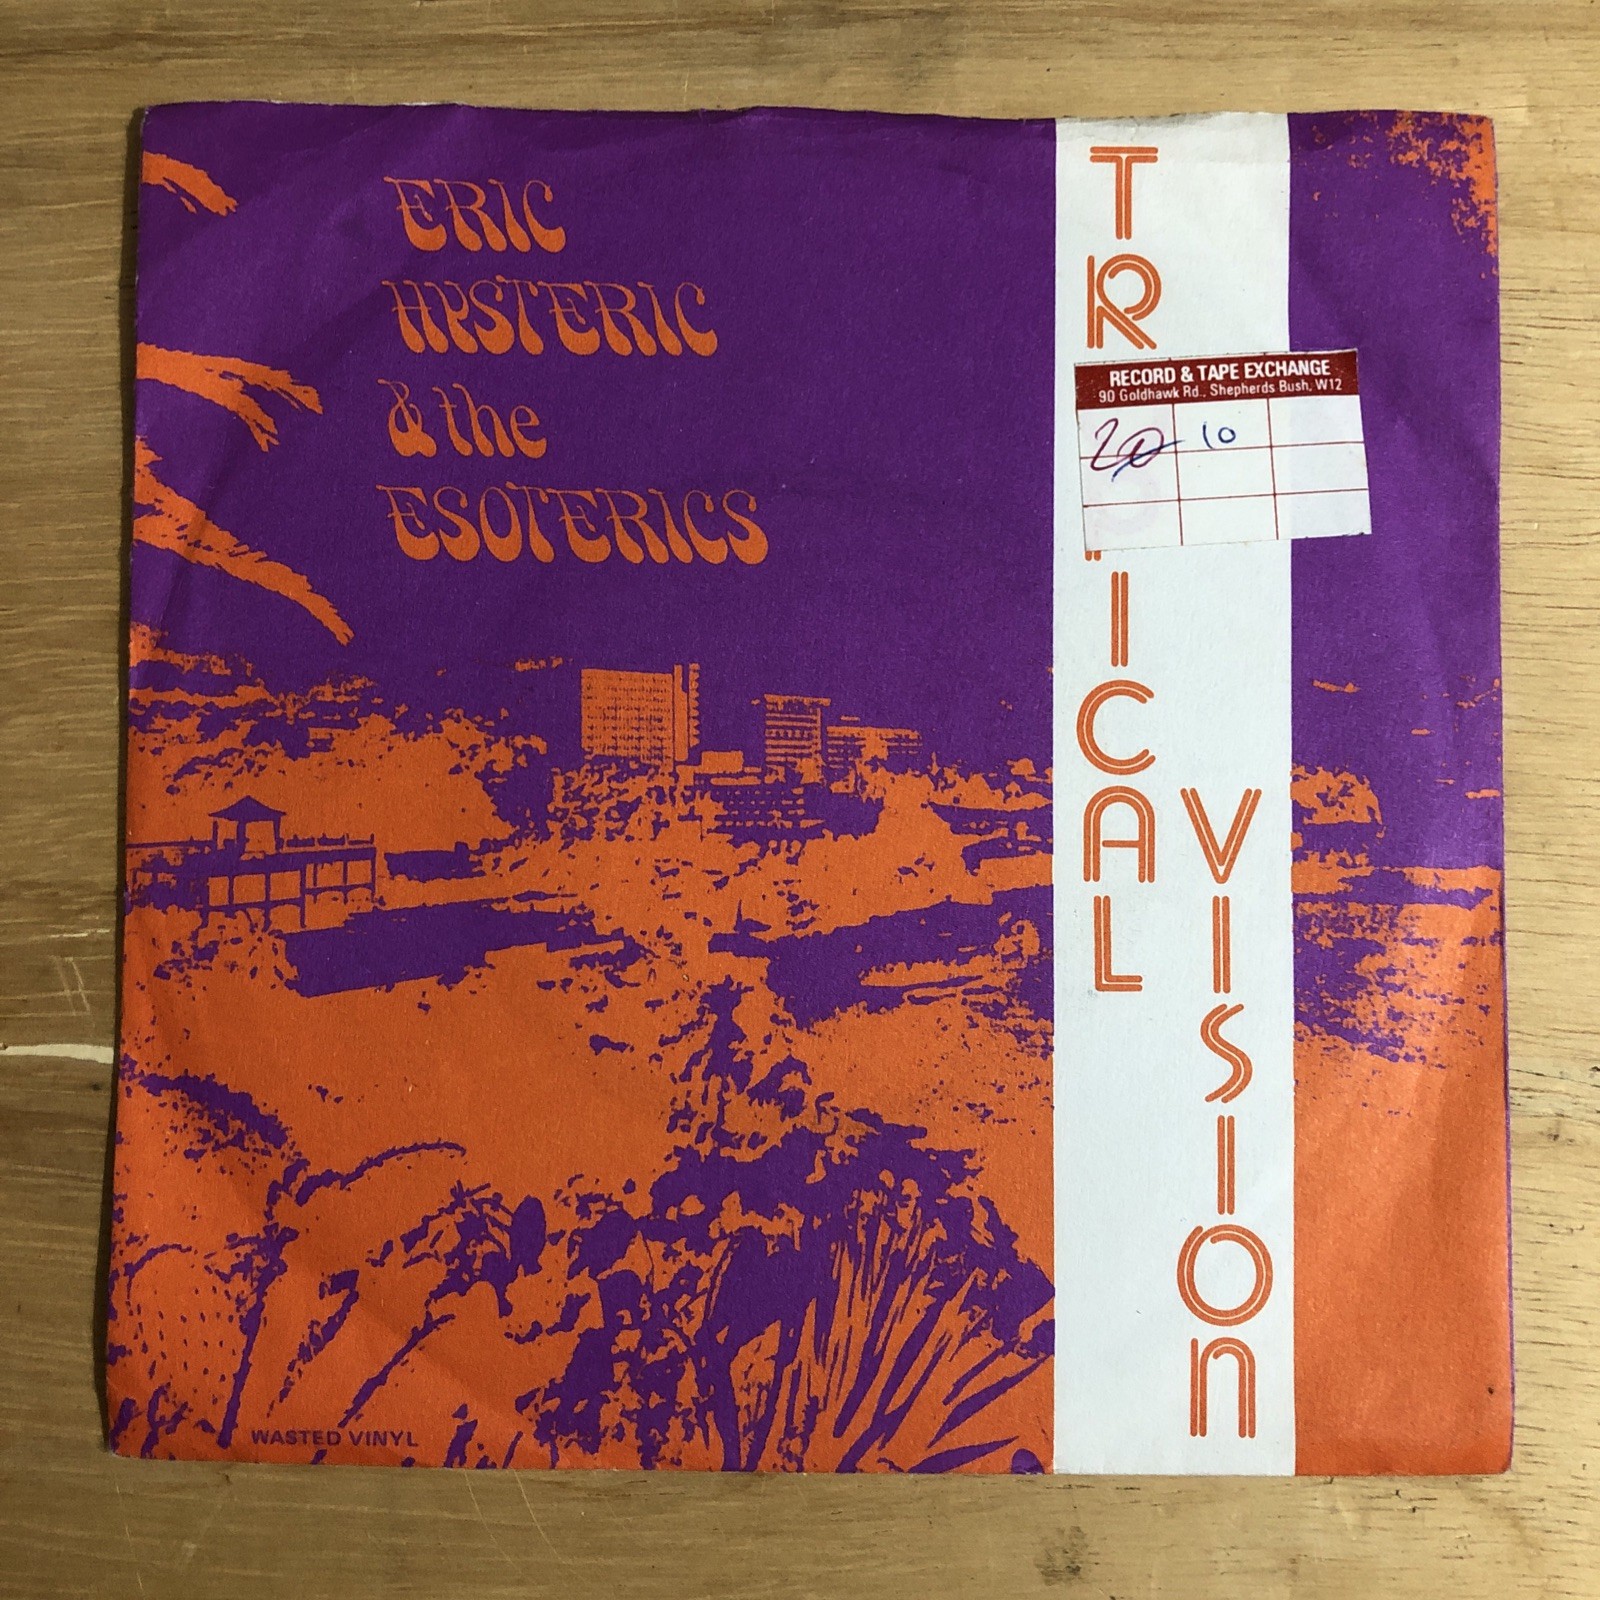 ERIC
HYSTERIC
& the
ESOTERICS
TR
ICAL
VISION
RECORD & TAPE EXCHANGE
90 Goldhawk Rd., Shepherds Bush, W12
20 10
WASTED VINYL